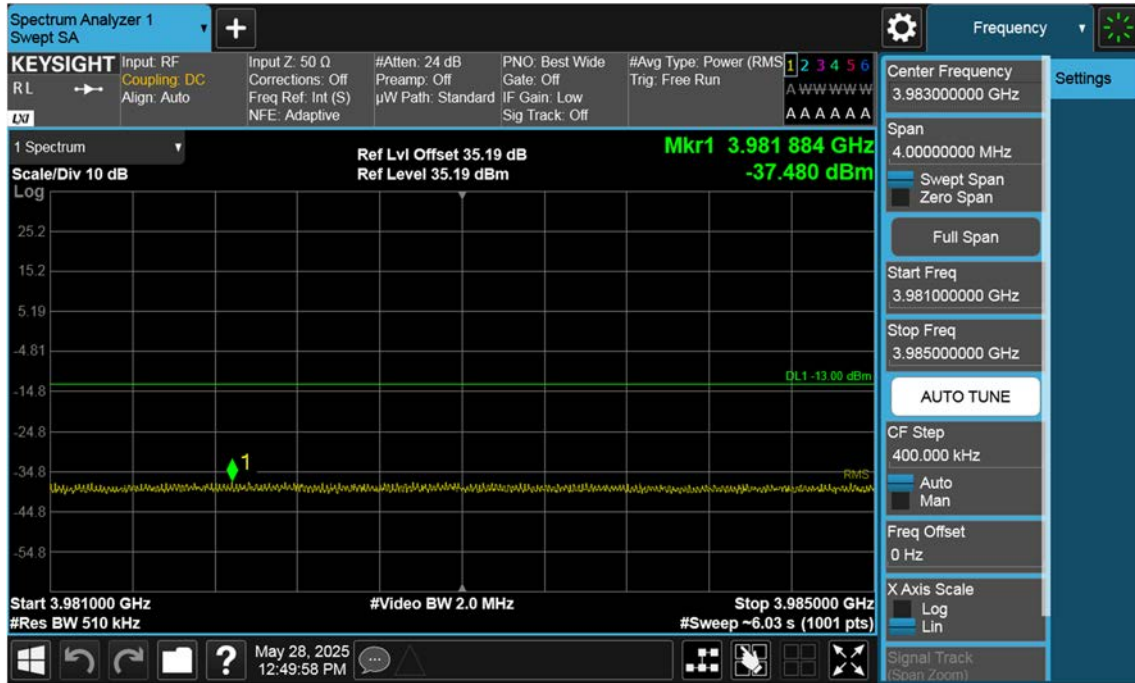 Spectrum Analyzer 1
Swept SA
Frequency
KEYSIGHT
R L
LXI
Input: RF
Coupling: DC
Align: Auto
Input Z: 50 Ω
Corrections: Off
Freq Ref: Int (S)
NFE: Adaptive
#Atten: 24 dB
Preamp: Off
µW Path: Standard
PNO: Best Wide
Gate: Off
IF Gain: Low
Sig Track: Off
#Avg Type: Power (RMS
Trig: Free Run
1 2 3 4 5 6
A W W W W W
A A A A A A
1 Spectrum
Scale/Div 10 dB
Ref Lvl Offset 35.19 dB
Ref Level 35.19 dBm
Mkr1 3.981 884 GHz
-37.480 dBm
Log
25.2
15.2
5.19
-4.81
DL1 -13.00 dBm
-14.8
-24.8
1
-34.8
RMS
-44.8
-54.8
Start 3.981000 GHz
#Video BW 2.0 MHz
Stop 3.985000 GHz
#Res BW 510 kHz
#Sweep ~6.03 s (1001 pts)
?
May 28, 2025
12:49:58 PM
Center Frequency
3.983000000 GHz
Settings
Span
4.00000000 MHz
Swept Span
Zero Span
Full Span
Start Freq
3.981000000 GHz
Stop Freq
3.985000000 GHz
AUTO TUNE
CF Step
400.000 kHz
Auto
Man
Freq Offset
0 Hz
X Axis Scale
Log
Lin
Signal Track
(Span Zoom)